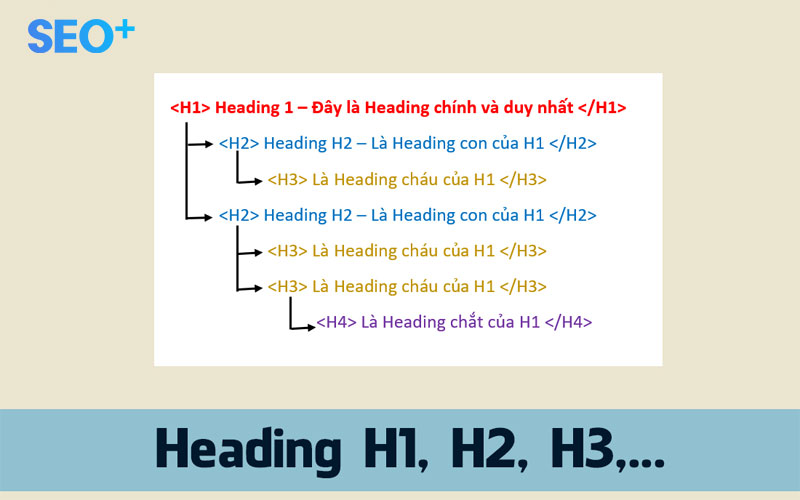 SEO+
<H1> Heading 1 – Đây là Heading chính và duy nhất </H1>
<H2> Heading H2 – Là Heading con của H1 </H2>
<H3> Là Heading cháu của H1 </H3>
<H2> Heading H2 – Là Heading con của H1 </H2>
<H3> Là Heading cháu của H1 </H3>
<H3> Là Heading cháu của H1 </H3>
<H4> Là Heading chắt của H1 </H4>
Heading H1, H2, H3,...